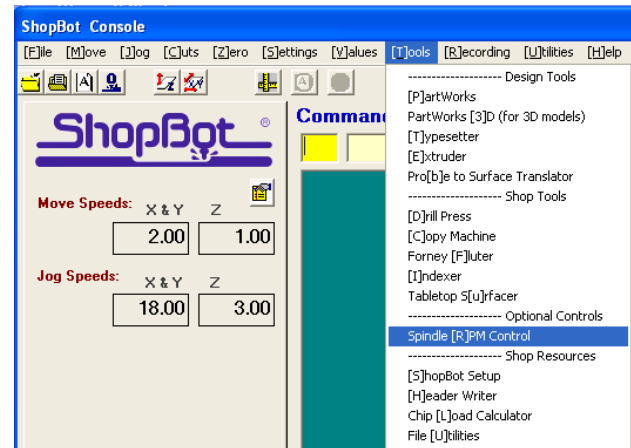 ShopBot Console
[F]ile [M]ove [J]og [C]uts [Z]ero [S]ettings [V]alues [T]ools [R]ecording [U]tilities [H]elp
ShopBot ®
Move Speeds: X & Y Z
2.00 1.00
Jog Speeds: X & Y Z
18.00 3.00
Comman
-------------------- Design Tools
[P]artWorks
PartWorks [3]D (for 3D models)
[T]ypesetter
[E]xtruder
Pro[b]e to Surface Translator
-------------------- Shop Tools
[D]rill Press
[C]opy Machine
Forney [F]luter
[I]ndexer
Tabletop S[u]rfacer
-------------------- Optional Controls
Spindle [R]PM Control
-------------------- Shop Resources
[S]hopBot Setup
[H]eader Writer
Chip [L]oad Calculator
File [U]tilities